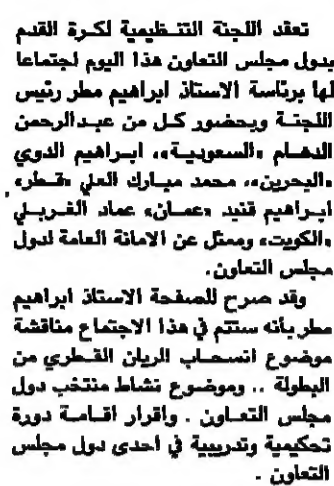 تعقد اللجنة التنظيمية لكرة القدم
بدول مجلس التعاون هذا اليوم اجتماعا
لها برئاسة الاستاذ ابراهيم مطر رئيس
اللجنة وبحضور كل من عبدالرحمن
الدهام «السعودية»، ابراهيم الدوي
«البحرين»، محمد مبارك العلي «قطر»
ابراهيم قنيد «عمان» عماد الغربللي
«الكويت» وممثل عن الامانة العامة لدول
مجلس التعاون.
وقد صرح للصفحة الاستاذ ابراهيم
مطر بأنه ستتم في هذا الاجتماع مناقشة
موضوع انسحاب الريان القطري من
البطولة .. وموضوع نشاط منتخب دول
مجلس التعاون . واقرار اقامة دورة
تحكيمية وتدريبية في احدى دول مجلس
التعاون .